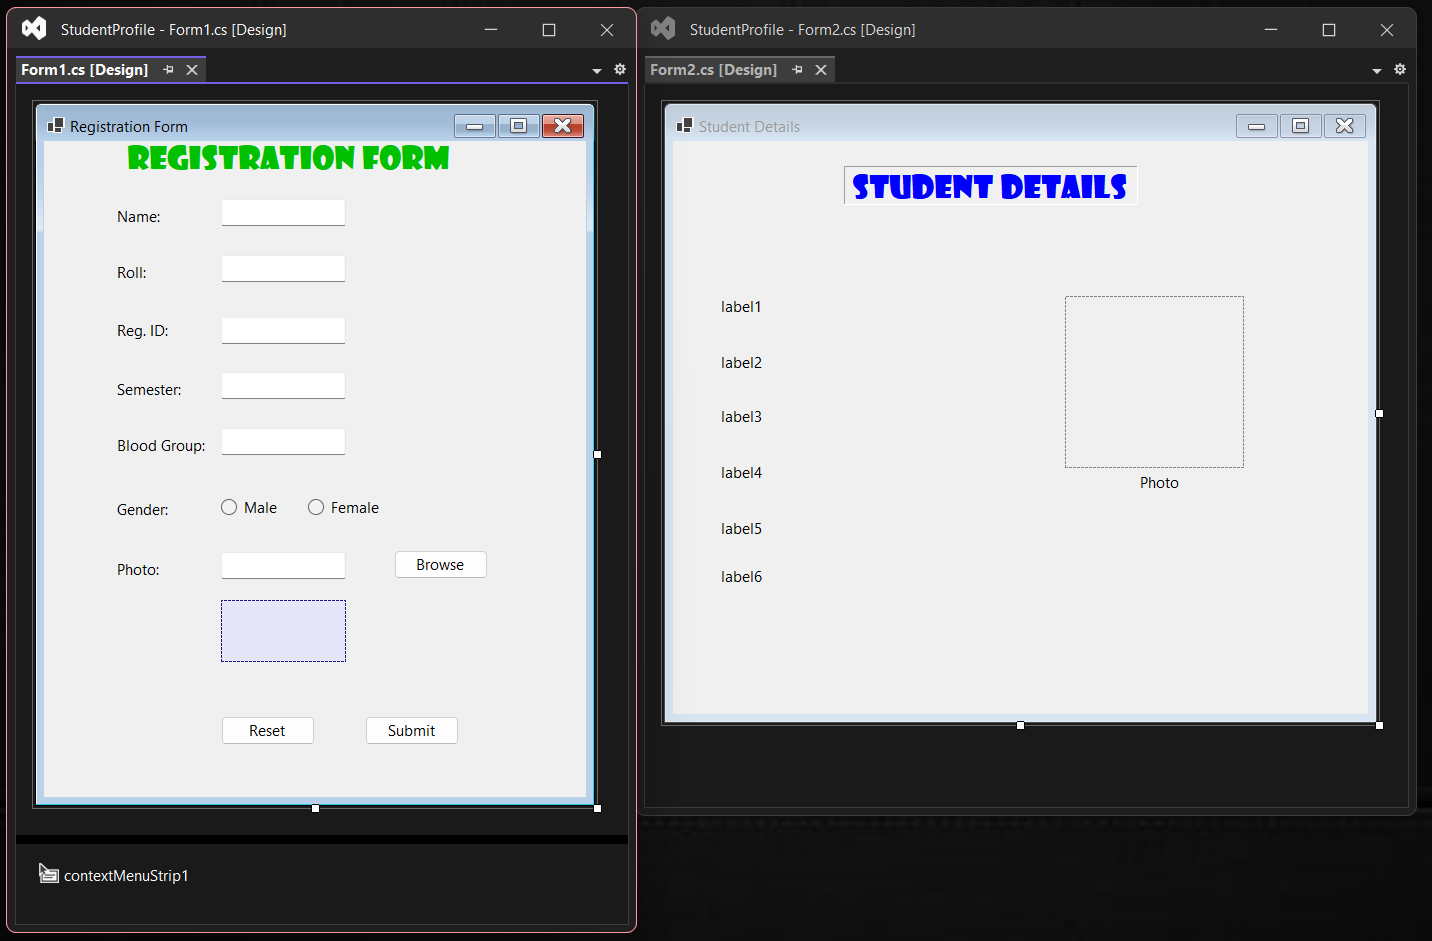 StudentProfile - Form1.cs [Design]
Form1.cs [Design]
Registration Form
REGISTRATION FORM
Name:
Roll:
Reg. ID:
Semester:
Blood Group:
Gender: Male Female
Photo: Browse
Reset Submit
contextMenuStrip1
StudentProfile - Form2.cs [Design]
Form2.cs [Design]
Student Details
STUDENT DETAILS
label1
label2
label3
label4
label5
label6
Photo